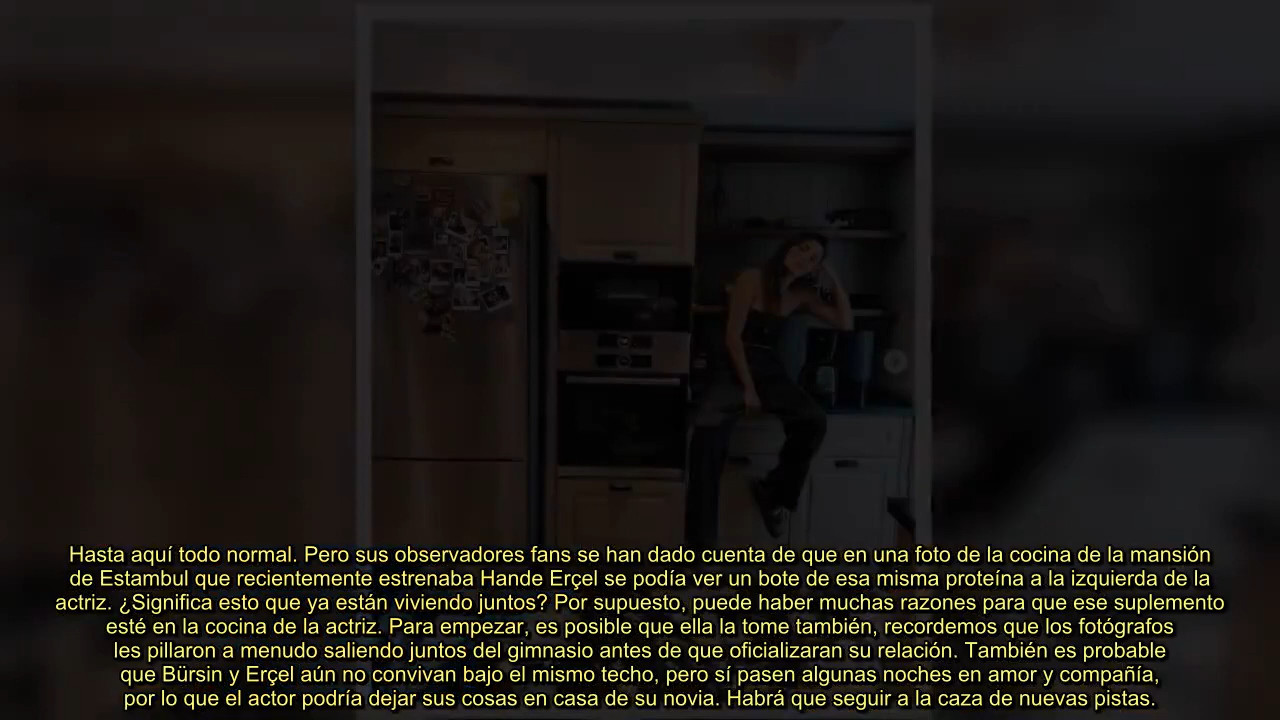 Hasta aquí todo normal. Pero sus observadores fans se han dado cuenta de que en una foto de la cocina de la mansión
de Estambul que recientemente estrenaba Hande Erçel se podía ver un bote de esa misma proteína a la izquierda de la
actriz. ¿Significa esto que ya están viviendo juntos? Por supuesto, puede haber muchas razones para que ese suplemento
esté en la cocina de la actriz. Para empezar, es posible que ella la tome también, recordemos que los fotógrafos
les pillaron a menudo saliendo juntos del gimnasio antes de que oficializaran su relación. También es probable
que Bürsin y Erçel aún no convivan bajo el mismo techo, pero sí pasen algunas noches en amor y compañía,
por lo que el actor podría dejar sus cosas en casa de su novia. Habrá que seguir a la caza de nuevas pistas.